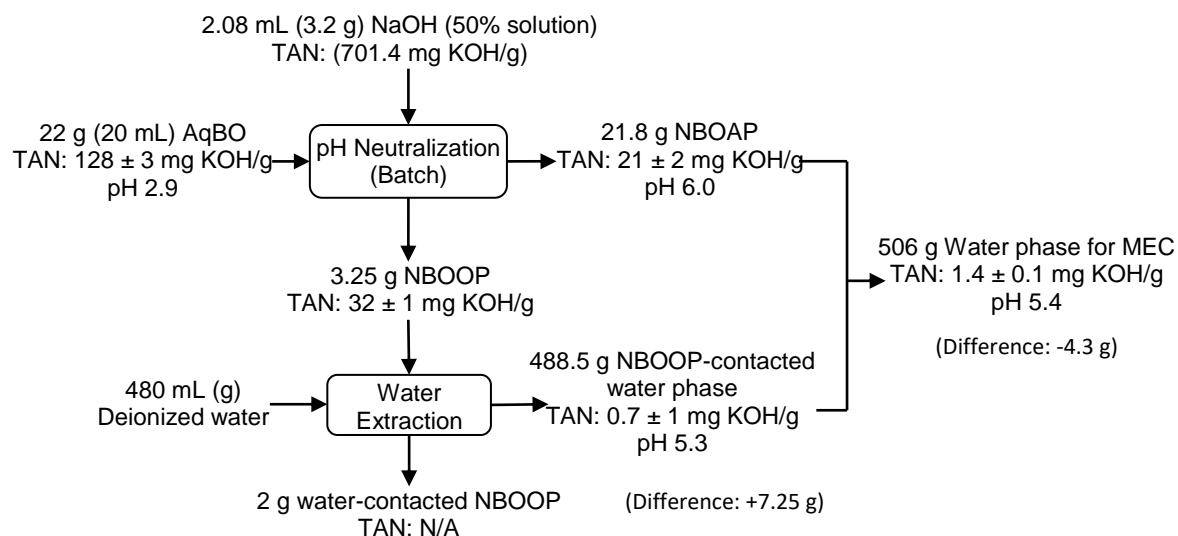 2.08 mL (3.2 g) NaOH (50% solution)
TAN: (701.4 mg KOH/g)
22 g (20 mL) AqBO
TAN: 128 ± 3 mg KOH/g
pH 2.9
pH Neutralization
(Batch)
21.8 g NBOAP
TAN: 21 ± 2 mg KOH/g
pH 6.0
3.25 g NBOOP
TAN: 32 ± 1 mg KOH/g
506 g Water phase for MEC
TAN: 1.4 ± 0.1 mg KOH/g
pH 5.4
(Difference: -4.3 g)
480 mL (g)
Deionized water
Water
Extraction
488.5 g NBOOP-contacted
water phase
TAN: 0.7 ± 1 mg KOH/g
pH 5.3
(Difference: +7.25 g)
2 g water-contacted NBOOP
TAN: N/A